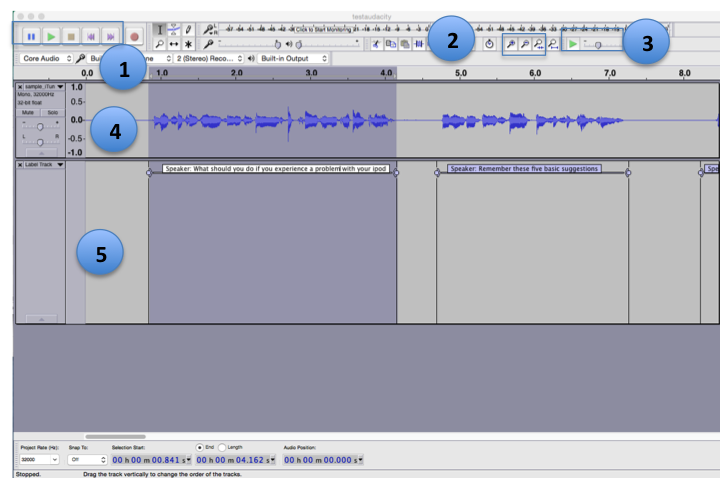 testaudacity
Click to Start Monitoring
Core Audio
2 (Stereo) Reco...
Built-in Output
1
2
3
0,0 1.0 2.0 3.0 4.0 5.0 6.0 7.0 8.0
sample_iTun
Mono, 32000Hz
32-bit float
Mute Solo
- +
L R
1.0
0.5-
0.0-
-0.5-
-1.0
4
Label Track
Speaker: What should you do if you experience a problem with your ipod
Speaker: Remember these five basic suggestions
Spe
5
Project Rate (Hz): Snap To: Selection Start: End Length Audio Position:
32000 Off 00 h 00 m 00.841 s 00 h 00 m 04.162 s 00 h 00 m 00.000 s
Stopped. Drag the track vertically to change the order of the tracks.